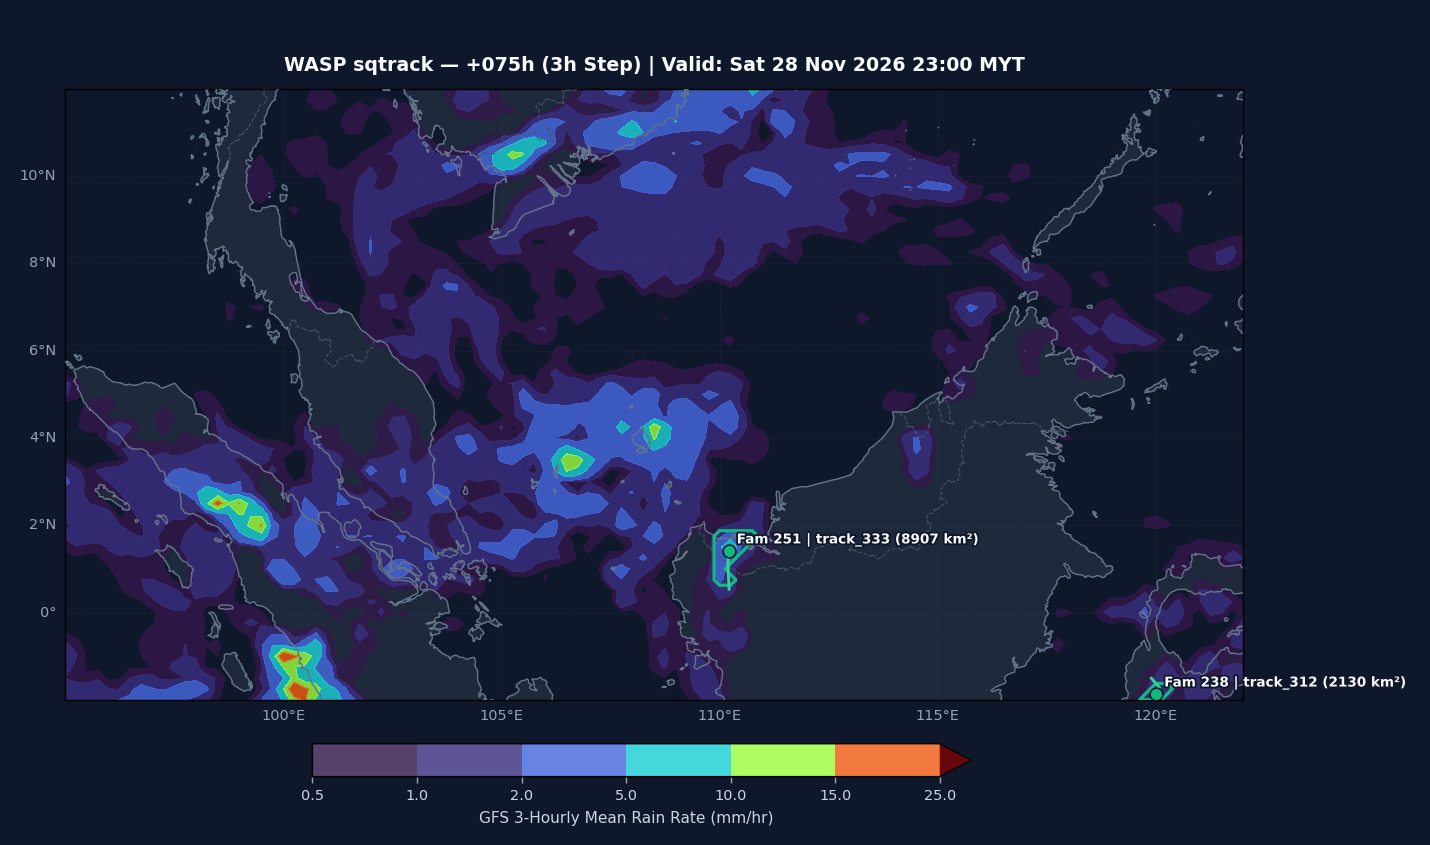 WASP sqtrack — +075h (3h Step) | Valid: Sat 28 Nov 2026 23:00 MYT
10°N
8°N
6°N
4°N
2°N
0°
Fam 251 | track_333 (8907 km²)
Fam 238 | track_312 (2130 km²)
100°E 105°E 110°E 115°E 120°E
0.5 1.0 2.0 5.0 10.0 15.0 25.0
GFS 3-Hourly Mean Rain Rate (mm/hr)